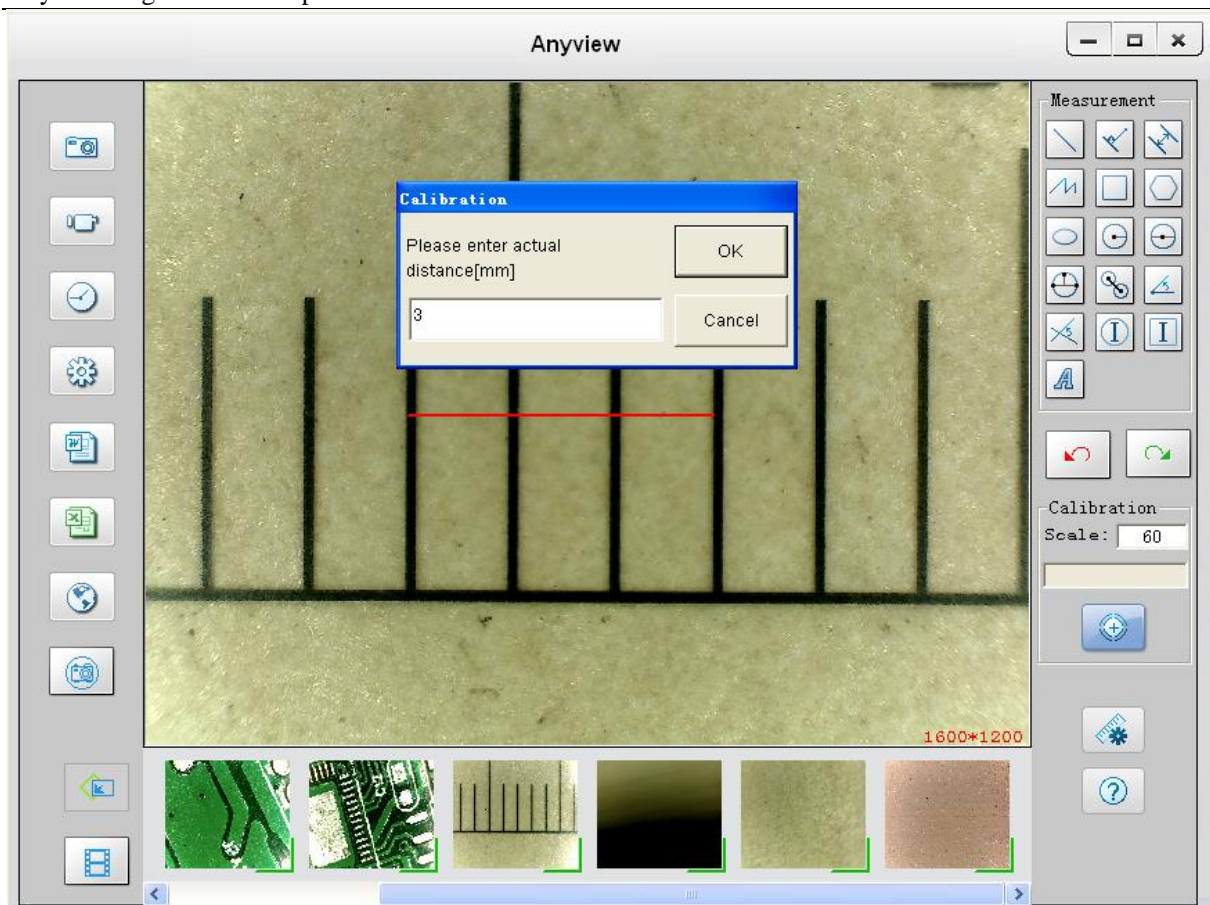 Anyview
Measurement
Calibration
Please enter actual
distance[mm]
OK
3
Cancel
Calibration
Scale: 60
1600*1200